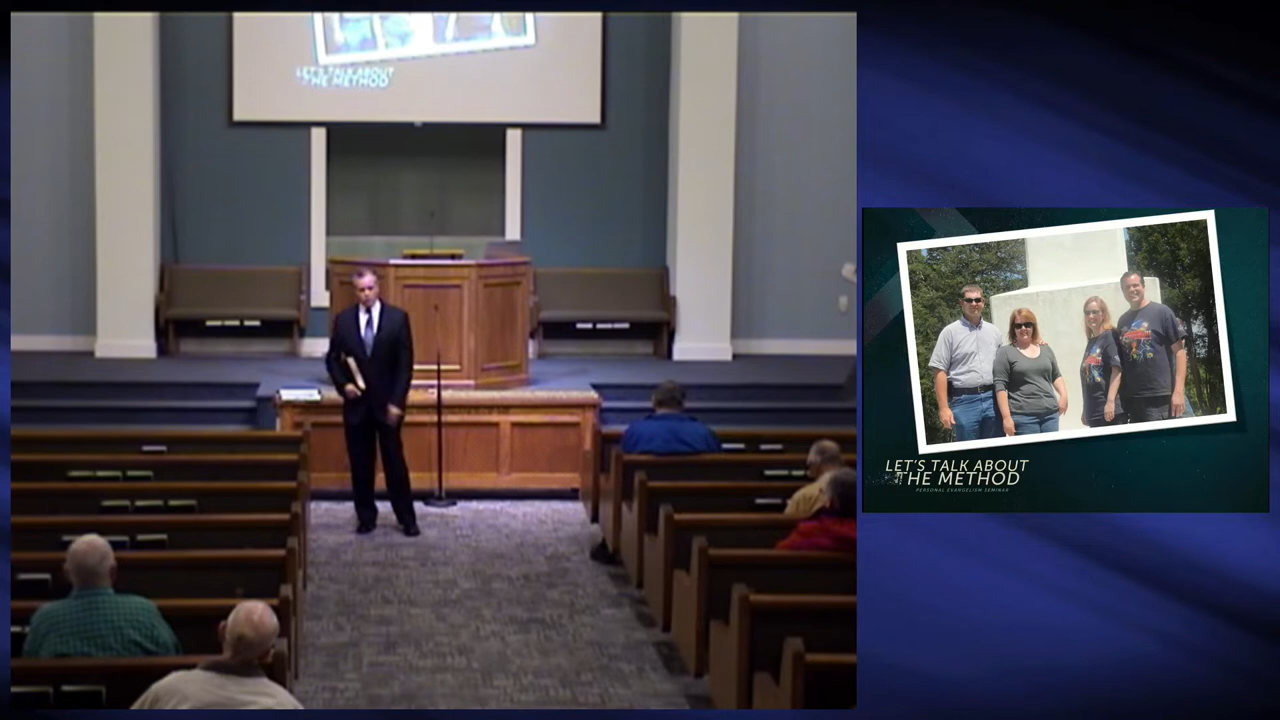 LET'S TALK ABOUT
THE METHOD
LET'S TALK ABOUT
THE METHOD
PERSONAL EVANGELISM SEMINAR